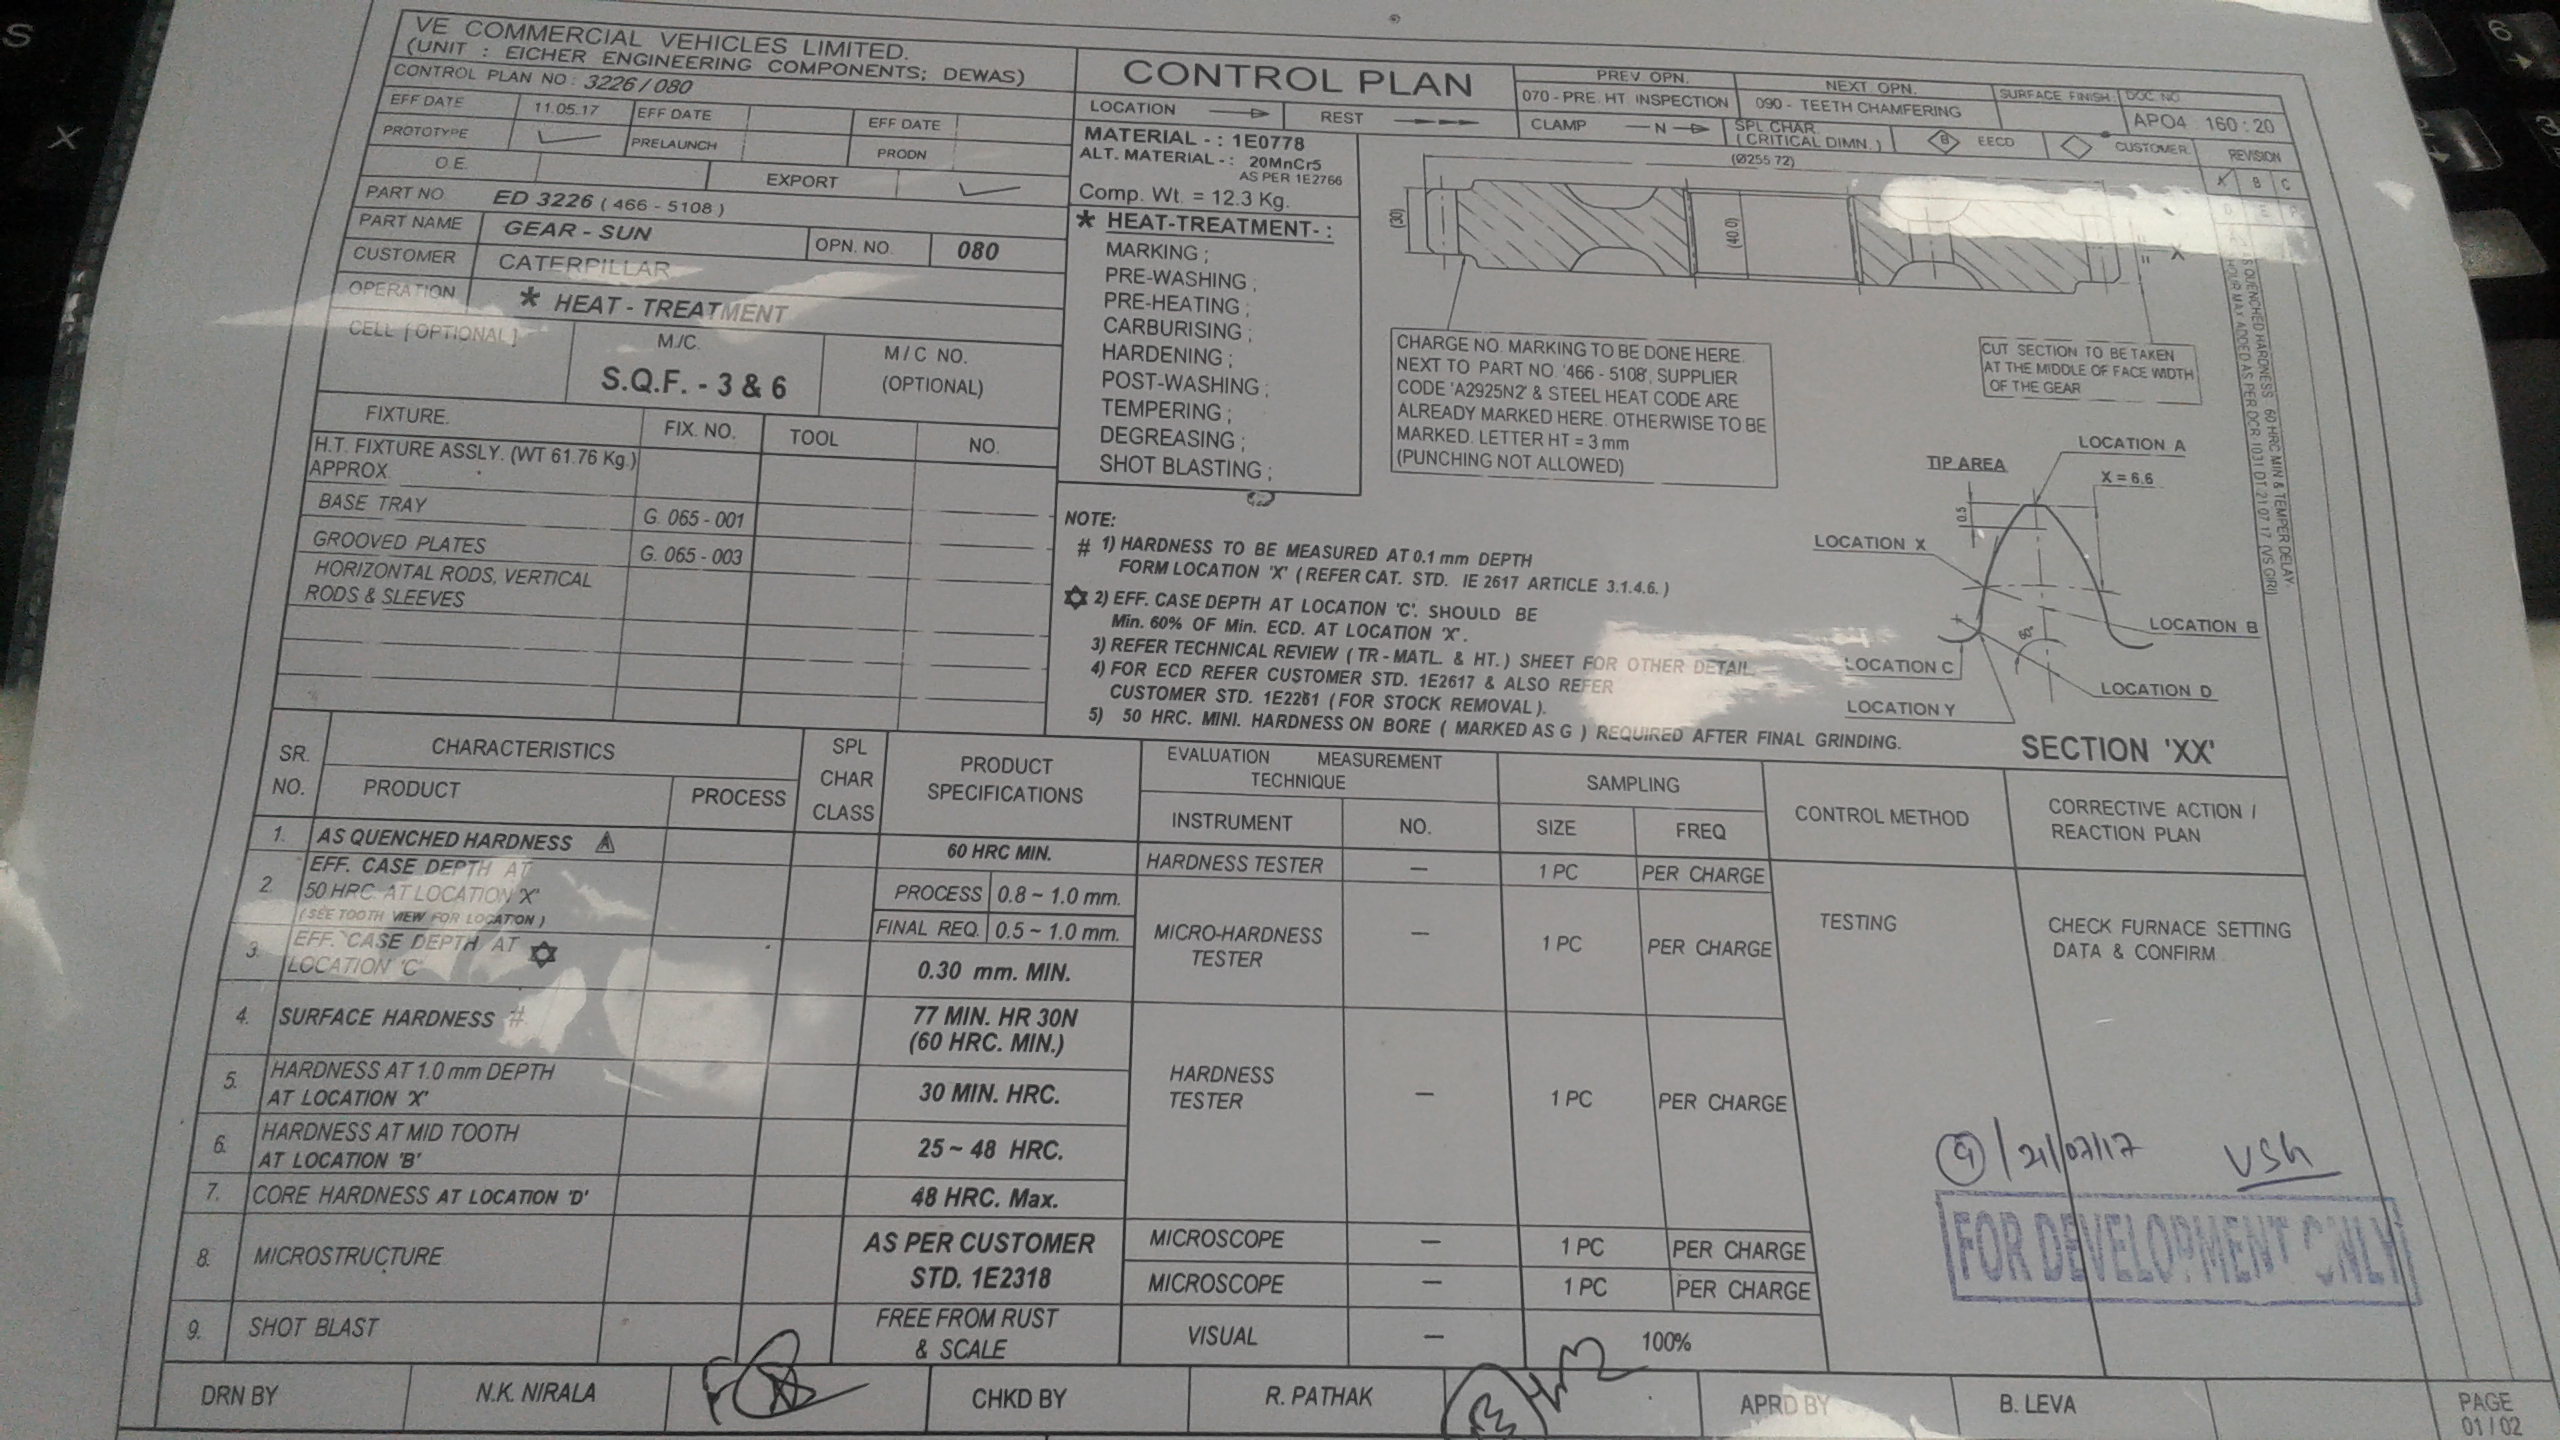 VE COMMERCIAL VEHICLES LIMITED.
(UNIT : EICHER ENGINEERING COMPONENTS; DEWAS)
CONTROL PLAN NO : 3226 / 080
EFF DATE 11.05.17 EFF DATE EFF DATE
PROTOTYPE PRELAUNCH PRODN
O.E. EXPORT
PART NO. ED 3226 ( 466 - 5108 )
PART NAME GEAR - SUN OPN. NO. 080
CUSTOMER CATERPILLAR
OPERATION * HEAT - TREATMENT
CELL [ OPTIONAL ] M./C. M / C NO.
S.Q.F. - 3 & 6 (OPTIONAL)
FIXTURE. FIX. NO. TOOL NO.
H.T. FIXTURE ASSLY. (WT 61.76 Kg.)
APPROX
BASE TRAY G. 065 - 001
GROOVED PLATES G. 065 - 003
HORIZONTAL RODS, VERTICAL
RODS & SLEEVES
CONTROL PLAN
LOCATION REST
PREV. OPN. NEXT OPN. SURFACE FINISH DOC. NO.
070 - PRE. HT. INSPECTION 090 - TEETH CHAMFERING APO4 160 : 20
CLAMP N SPL.CHAR. ( CRITICAL DIMN. ) B EECO CUSTOMER REVISION
B C
MATERIAL - : 1E0778
ALT. MATERIAL - : 20MnCr5
AS PER 1E2766
Comp. Wt. = 12.3 Kg.
* HEAT-TREATMENT- :
MARKING ;
PRE-WASHING ;
PRE-HEATING ;
CARBURISING ;
HARDENING ;
POST-WASHING ;
TEMPERING ;
DEGREASING ;
SHOT BLASTING ;
(Ø255.72)
(30)
(40.0)
X
CHARGE NO. MARKING TO BE DONE HERE.
NEXT TO PART NO. '466 - 5108', SUPPLIER
CODE 'A2925N2' & STEEL HEAT CODE ARE
ALREADY MARKED HERE. OTHERWISE TO BE
MARKED. LETTER HT = 3 mm
(PUNCHING NOT ALLOWED)
CUT SECTION TO BE TAKEN
AT THE MIDDLE OF FACE WIDTH
OF THE GEAR
AS QUENCHED HARDNESS 60 HRC MIN & TEMPER DELAY
HOUR MAX ADDED AS PER DCR 1031 DT 21.07.17 (VS GIRI)
TIP AREA
LOCATION A
X = 6.6
0.5
LOCATION X
LOCATION B
60°
LOCATION C
LOCATION D
LOCATION Y
SECTION 'XX'
NOTE:
# 1) HARDNESS TO BE MEASURED AT 0.1 mm DEPTH
FORM LOCATION 'X' ( REFER CAT. STD. IE 2617 ARTICLE 3.1.4.6. )
2) EFF. CASE DEPTH AT LOCATION 'C'. SHOULD BE
Min. 60% OF Min. ECD. AT LOCATION 'X'.
3) REFER TECHNICAL REVIEW ( TR - MATL. & HT. ) SHEET FOR OTHER DETAIL.
4) FOR ECD REFER CUSTOMER STD. 1E2617 & ALSO REFER
CUSTOMER STD. 1E2261 ( FOR STOCK REMOVAL ).
5) 50 HRC. MINI. HARDNESS ON BORE ( MARKED AS G ) REQUIRED AFTER FINAL GRINDING.
SR. NO. CHARACTERISTICS SPL CHAR CLASS PRODUCT SPECIFICATIONS EVALUATION MEASUREMENT TECHNIQUE SAMPLING CONTROL METHOD CORRECTIVE ACTION / REACTION PLAN
PRODUCT PROCESS INSTRUMENT NO. SIZE FREQ
1. AS QUENCHED HARDNESS A 60 HRC MIN. HARDNESS TESTER — 1 PC PER CHARGE
2. EFF. CASE DEPTH AT
50 HRC. AT LOCATION 'X'
( SEE TOOTH VIEW FOR LOCATION )
PROCESS 0.8 ~ 1.0 mm.
FINAL REQ. 0.5 ~ 1.0 mm.
MICRO-HARDNESS TESTER — 1 PC PER CHARGE
TESTING
CHECK FURNACE SETTING
DATA & CONFIRM
3. EFF. CASE DEPTH AT
LOCATION 'C'
0.30 mm. MIN.
4. SURFACE HARDNESS # 77 MIN. HR 30N
(60 HRC. MIN.)
5. HARDNESS AT 1.0 mm DEPTH
AT LOCATION 'X'
30 MIN. HRC.
HARDNESS TESTER — 1 PC PER CHARGE
6. HARDNESS AT MID TOOTH
AT LOCATION 'B'
25 ~ 48 HRC.
7. CORE HARDNESS AT LOCATION 'D' 48 HRC. Max.
8. MICROSTRUCTURE AS PER CUSTOMER
STD. 1E2318
MICROSCOPE — 1 PC PER CHARGE
MICROSCOPE — 1 PC PER CHARGE
9. SHOT BLAST FREE FROM RUST
& SCALE
VISUAL — 100%
21/07/17
FOR DEVELOPMENT ONLY
DRN BY N.K. NIRALA CHKD BY R. PATHAK APRD BY B. LEVA PAGE
01 / 02